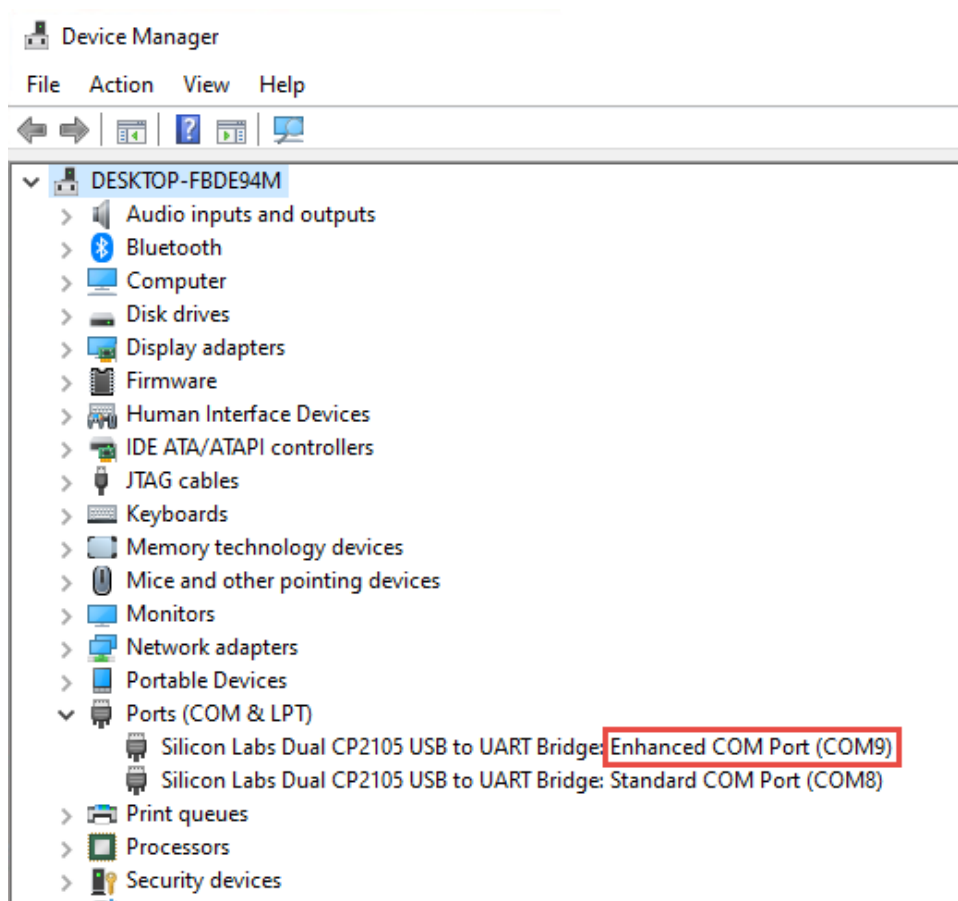 Device Manager
File Action View Help
DESKTOP-FBDE94M
Audio inputs and outputs
Bluetooth
Computer
Disk drives
Display adapters
Firmware
Human Interface Devices
IDE ATA/ATAPI controllers
JTAG cables
Keyboards
Memory technology devices
Mice and other pointing devices
Monitors
Network adapters
Portable Devices
Ports (COM & LPT)
Silicon Labs Dual CP2105 USB to UART Bridge: Enhanced COM Port (COM9)
Silicon Labs Dual CP2105 USB to UART Bridge: Standard COM Port (COM8)
Print queues
Processors
Security devices